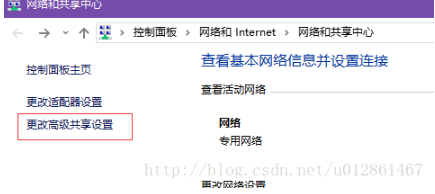 网络和共享中心
控制面板 > 网络和 Internet > 网络和共享中心
控制面板主页
更改适配器设置
更改高级共享设置
查看基本网络信息并设置连接
查看活动网络
网络
专用网络
http://blog.csdn.net/u012861467
更改网络设置